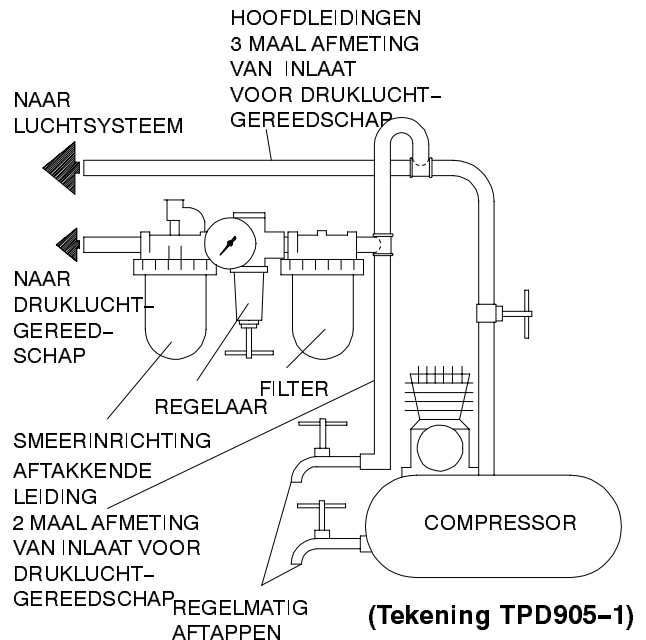 HOOFDLEIDINGEN
3 MAAL AFMETING
VAN INLAAT
VOOR DRUKLUCHT–
GEREEDSCHAP
NAAR
LUCHTSYSTEEM
NAAR
DRUKLUCHT–
GEREED–
SCHAP
FILTER
REGELAAR
SMEERINRICHTING
AFTAKKENDE
LEIDING
2 MAAL AFMETING
VAN INLAAT VOOR
DRUKLUCHT–
GEREEDSCHAP
COMPRESSOR
REGELMATIG
AFTAPPEN
(Tekening TPD905–1)